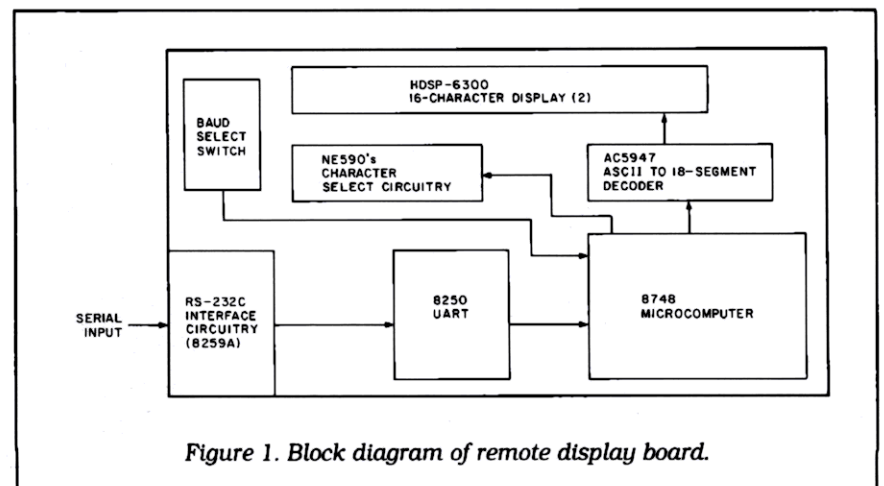 HDSP-6300
16-CHARACTER DISPLAY (2)
BAUD
SELECT
SWITCH
NE590's
CHARACTER
SELECT CIRCUITRY
AC5947
ASCII TO 18-SEGMENT
DECODER
SERIAL
INPUT
RS-232C
INTERFACE
CIRCUITRY
(8259A)
8250
UART
8748
MICROCOMPUTER
Figure 1. Block diagram of remote display board.